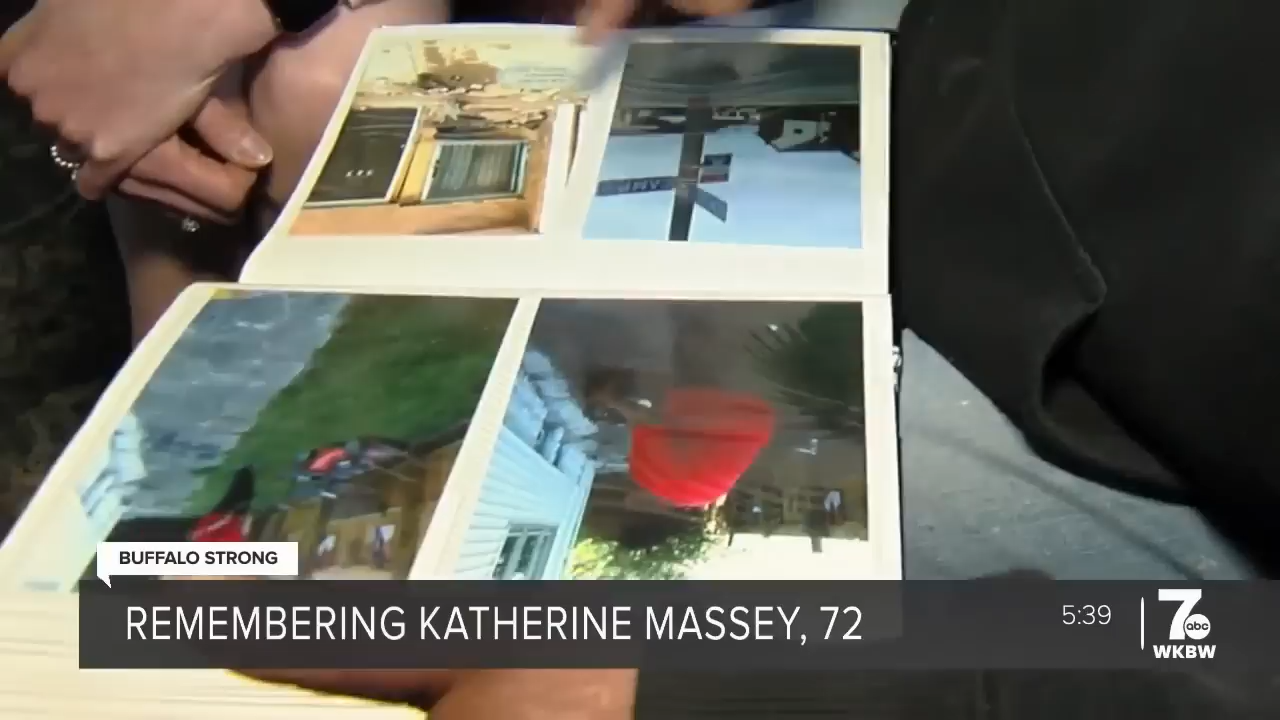 BUFFALO STRONG
REMEMBERING KATHERINE MASSEY, 72
5:39
7
abc
WKBW